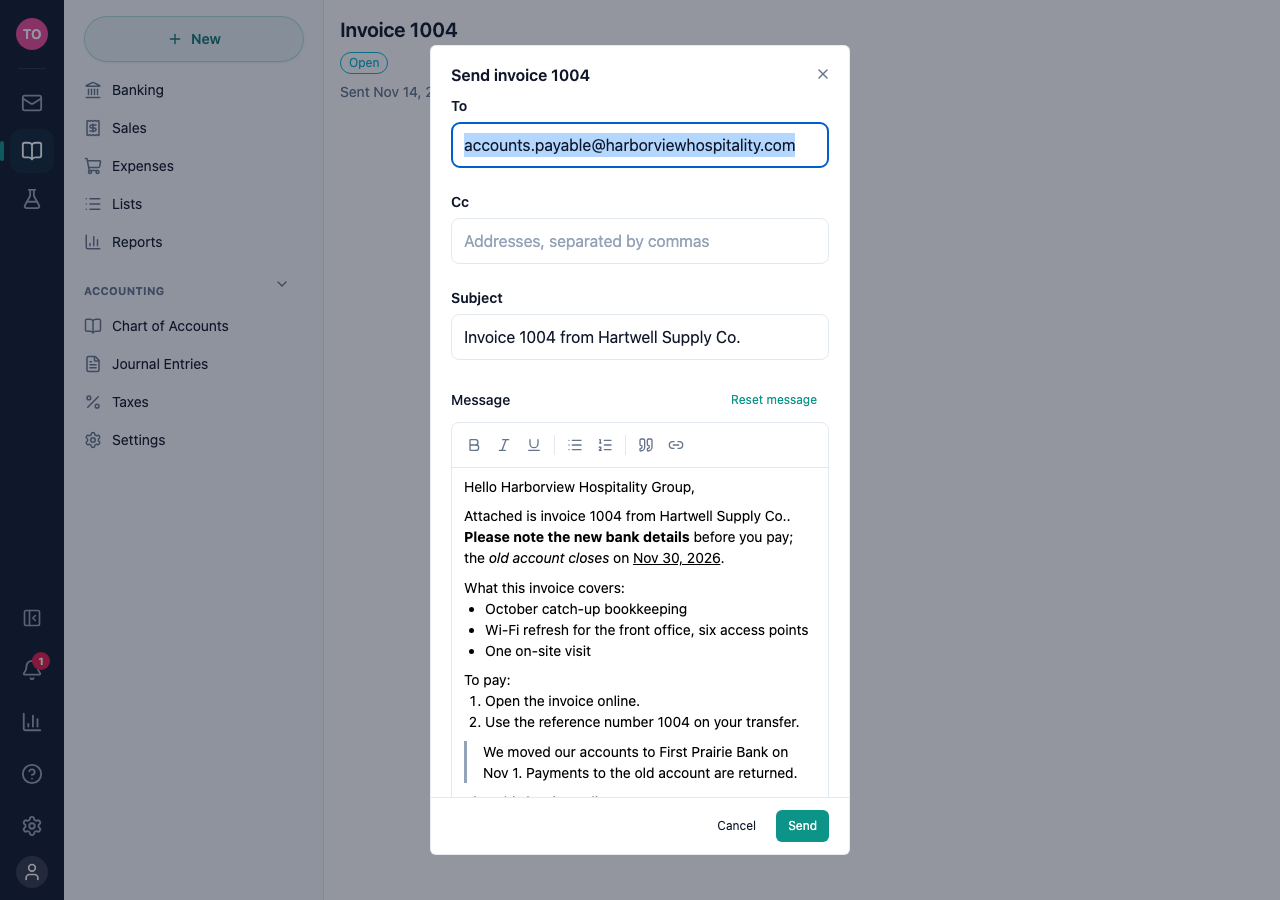 TO
New
Banking
Sales
Expenses
Lists
Reports
ACCOUNTING
Chart of Accounts
Journal Entries
Taxes
Settings
1
Invoice 1004
Open
Sent Nov 14, 2
Send invoice 1004
To
accounts.payable@harborviewhospitality.com
Cc
Addresses, separated by commas
Subject
Invoice 1004 from Hartwell Supply Co.
Message
Reset message
Hello Harborview Hospitality Group,
Attached is invoice 1004 from Hartwell Supply Co..
Please note the new bank details before you pay;
the old account closes on Nov 30, 2026.
What this invoice covers:
• October catch-up bookkeeping
• Wi-Fi refresh for the front office, six access points
• One on-site visit
To pay:
1. Open the invoice online.
2. Use the reference number 1004 on your transfer.
We moved our accounts to First Prairie Bank on
Nov 1. Payments to the old account are returned.
Cancel
Send